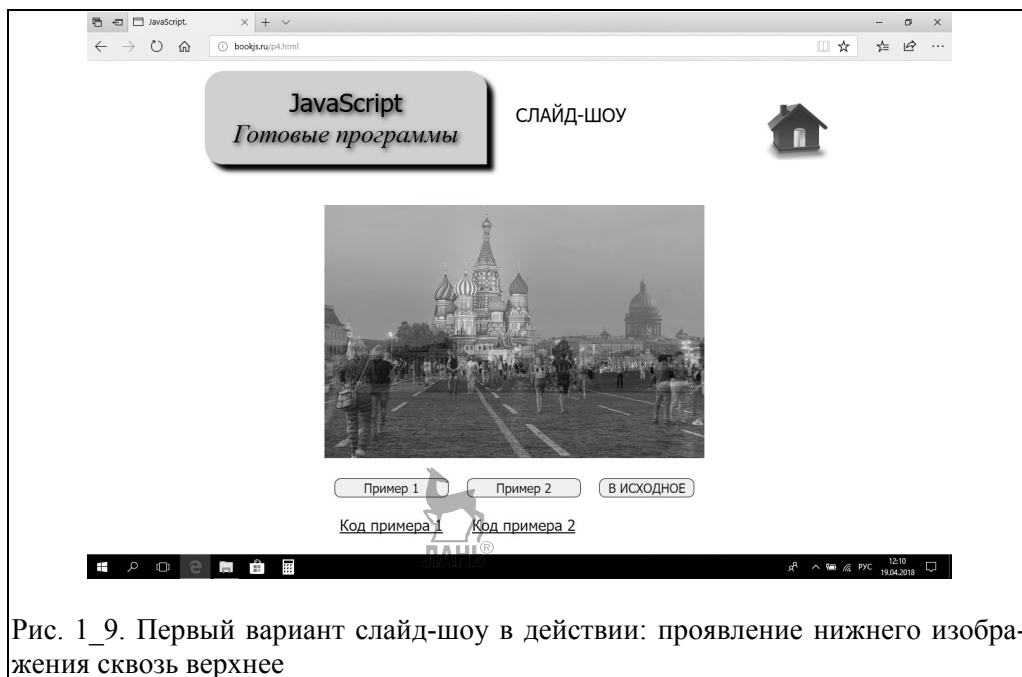 JavaScript.
bookjs.ru/p4.html
JavaScript
Готовые программы
СЛАЙД-ШОУ
Пример 1
Пример 2
В ИСХОДНОЕ
Код примера 1
Код примера 2
ЛАНЬ®
РУС
12:10
19.04.2018
Рис. 1_9. Первый вариант слайд-шоу в действии: проявление нижнего изобра-
жения сквозь верхнее